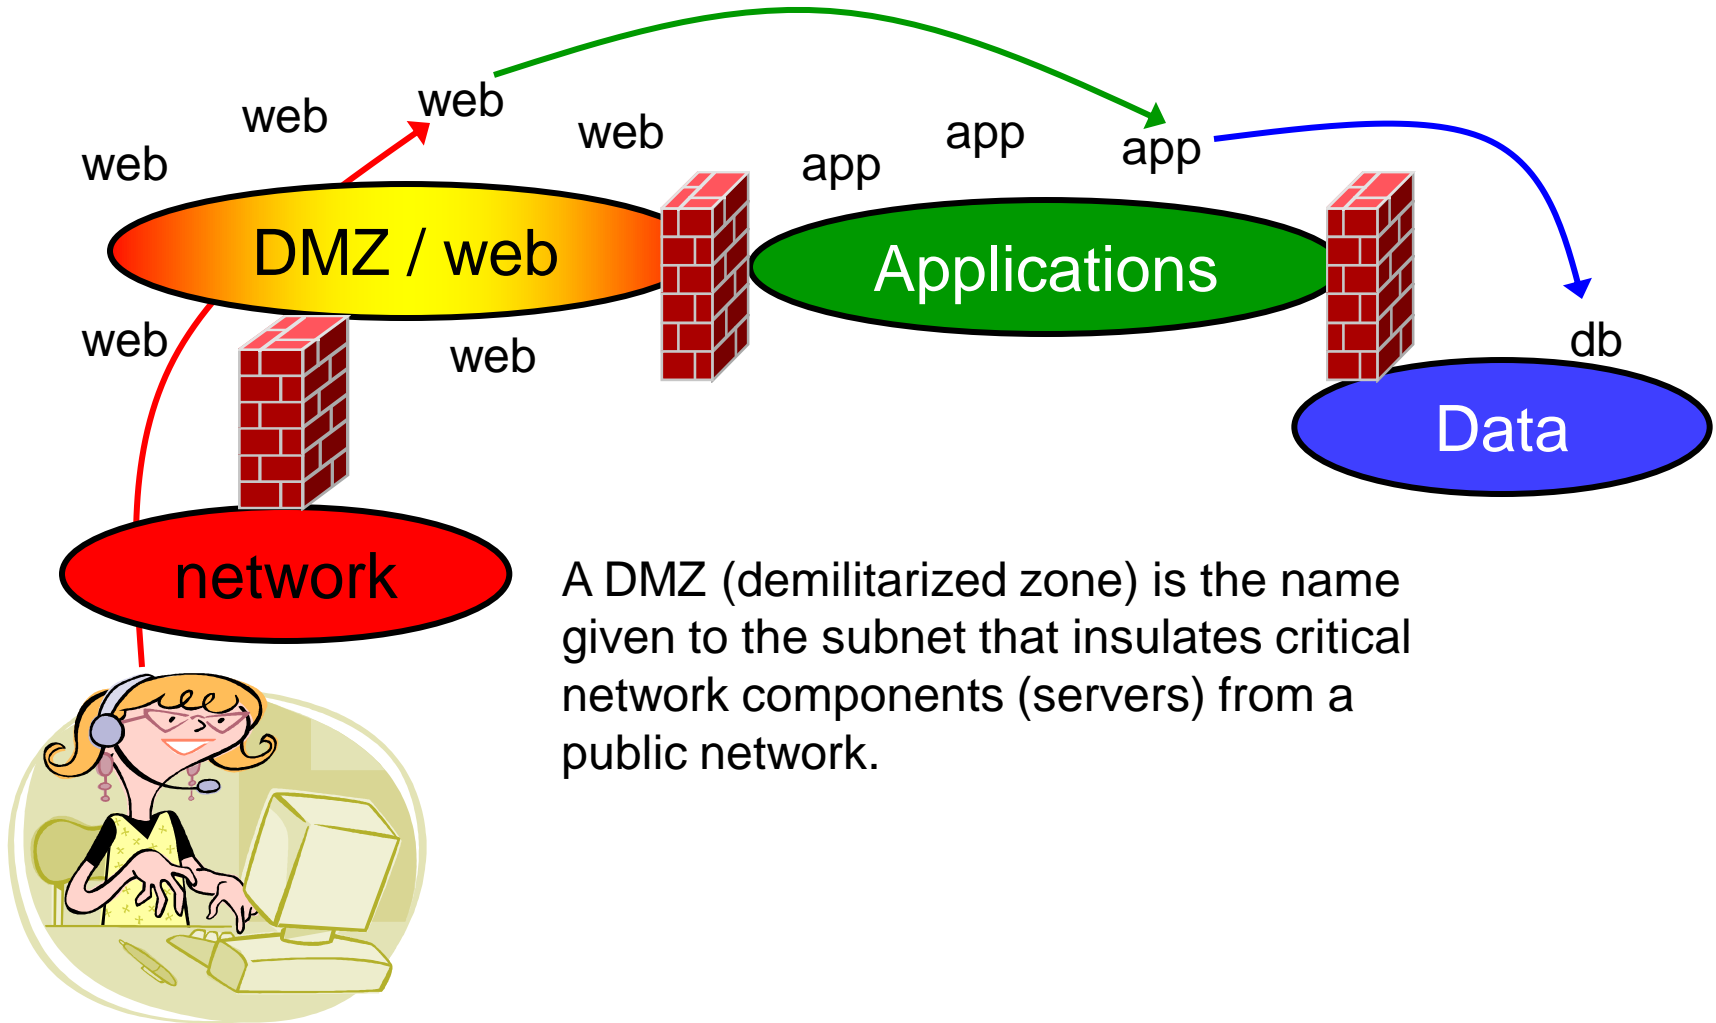 web
web
web
web
app
app
app
DMZ / web
Applications
web
web
db
Data
network
A DMZ (demilitarized zone) is the name
given to the subnet that insulates critical
network components (servers) from a
public network.